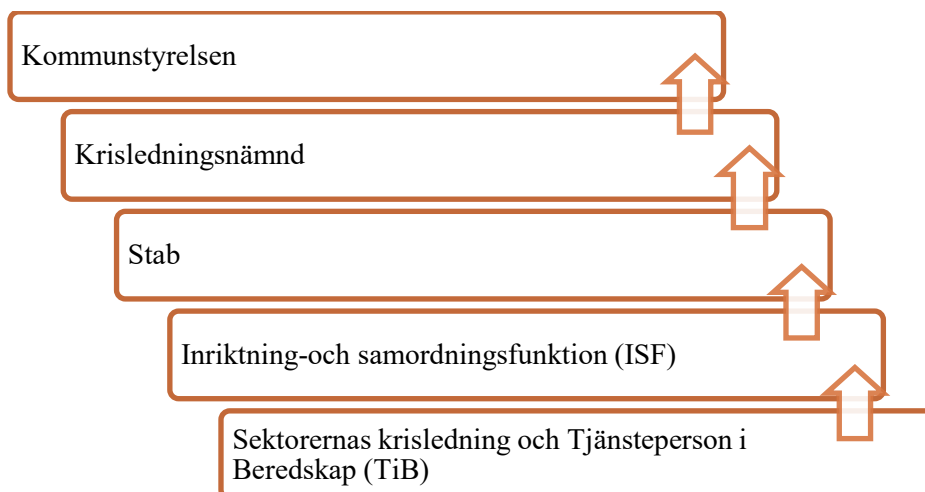 Kommunstyrelsen
Krisledningsnämnd
Stab
Inriktning-och samordningsfunktion (ISF)
Sektorernas krisledning och Tjänsteperson i
Beredskap (TiB)